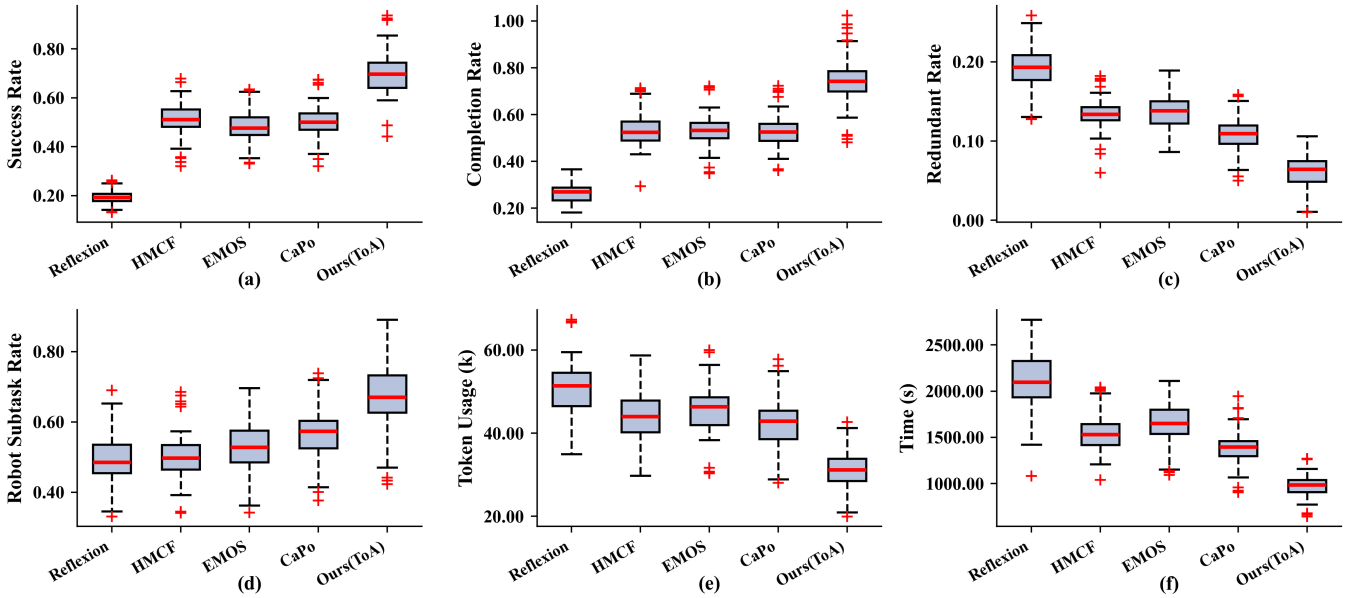 Success Rate
0.80
0.60
0.40
0.20
Reflexion
HMCF
EMOS
CaPo
Ours(ToA)
(a)
Completion Rate
1.00
0.80
0.60
0.40
0.20
Reflexion
HMCF
EMOS
CaPo
Ours(ToA)
(b)
Redundant Rate
0.20
0.10
0.00
Reflexion
HMCF
EMOS
CaPo
Ours(ToA)
(c)
Robot Subtask Rate
0.80
0.60
0.40
Reflexion
HMCF
EMOS
CaPo
Ours(ToA)
(d)
Token Usage (k)
60.00
40.00
20.00
Reflexion
HMCF
EMOS
CaPo
Ours(ToA)
(e)
Time (s)
2500.00
2000.00
1500.00
1000.00
Reflexion
HMCF
EMOS
CaPo
Ours(ToA)
(f)